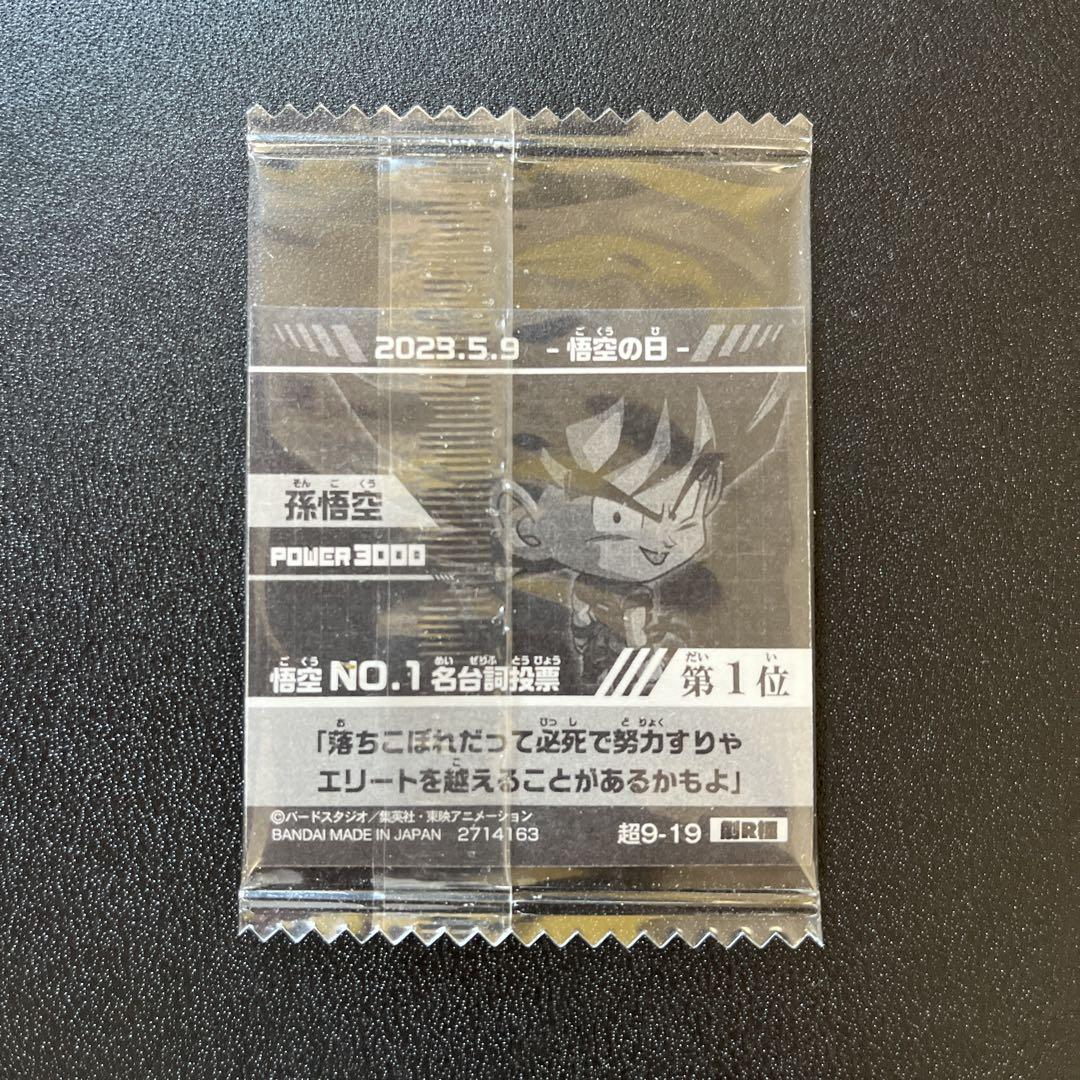 2023.5.9 - 悟空の日 -
孫悟空
POWER 3000
悟空 NO.1 名台詞投票
第1位
「落ちこぼれだって必死で努力すりゃ
エリートを越えることがあるかもよ」
©バードスタジオ/集英社・東映アニメーション
BANDAI MADE IN JAPAN 2714163
超9-19